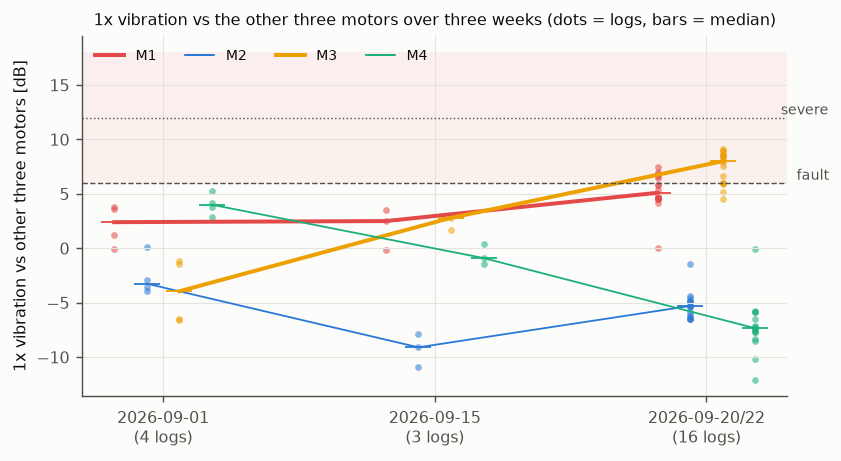 1x vibration vs the other three motors over three weeks (dots = logs, bars = median)
M1 M2 M3 M4
1x vibration vs other three motors [dB]
15
10
5
0
−5
−10
severe
fault
2026-09-01
(4 logs)
2026-09-15
(3 logs)
2026-09-20/22
(16 logs)